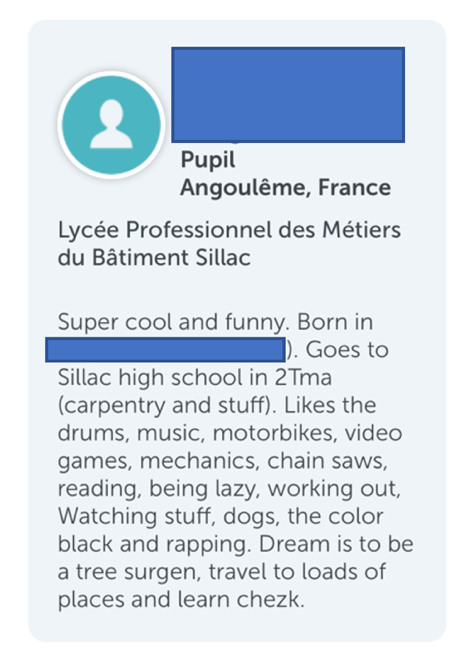 Pupil
Angoulême, France
Lycée Professionnel des Métiers
du Bâtiment Sillac
Super cool and funny. Born in
). Goes to
Sillac high school in 2Tma
(carpentry and stuff). Likes the
drums, music, motorbikes, video
games, mechanics, chain saws,
reading, being lazy, working out,
Watching stuff, dogs, the color
black and rapping. Dream is to be
a tree surgen, travel to loads of
places and learn chezk.